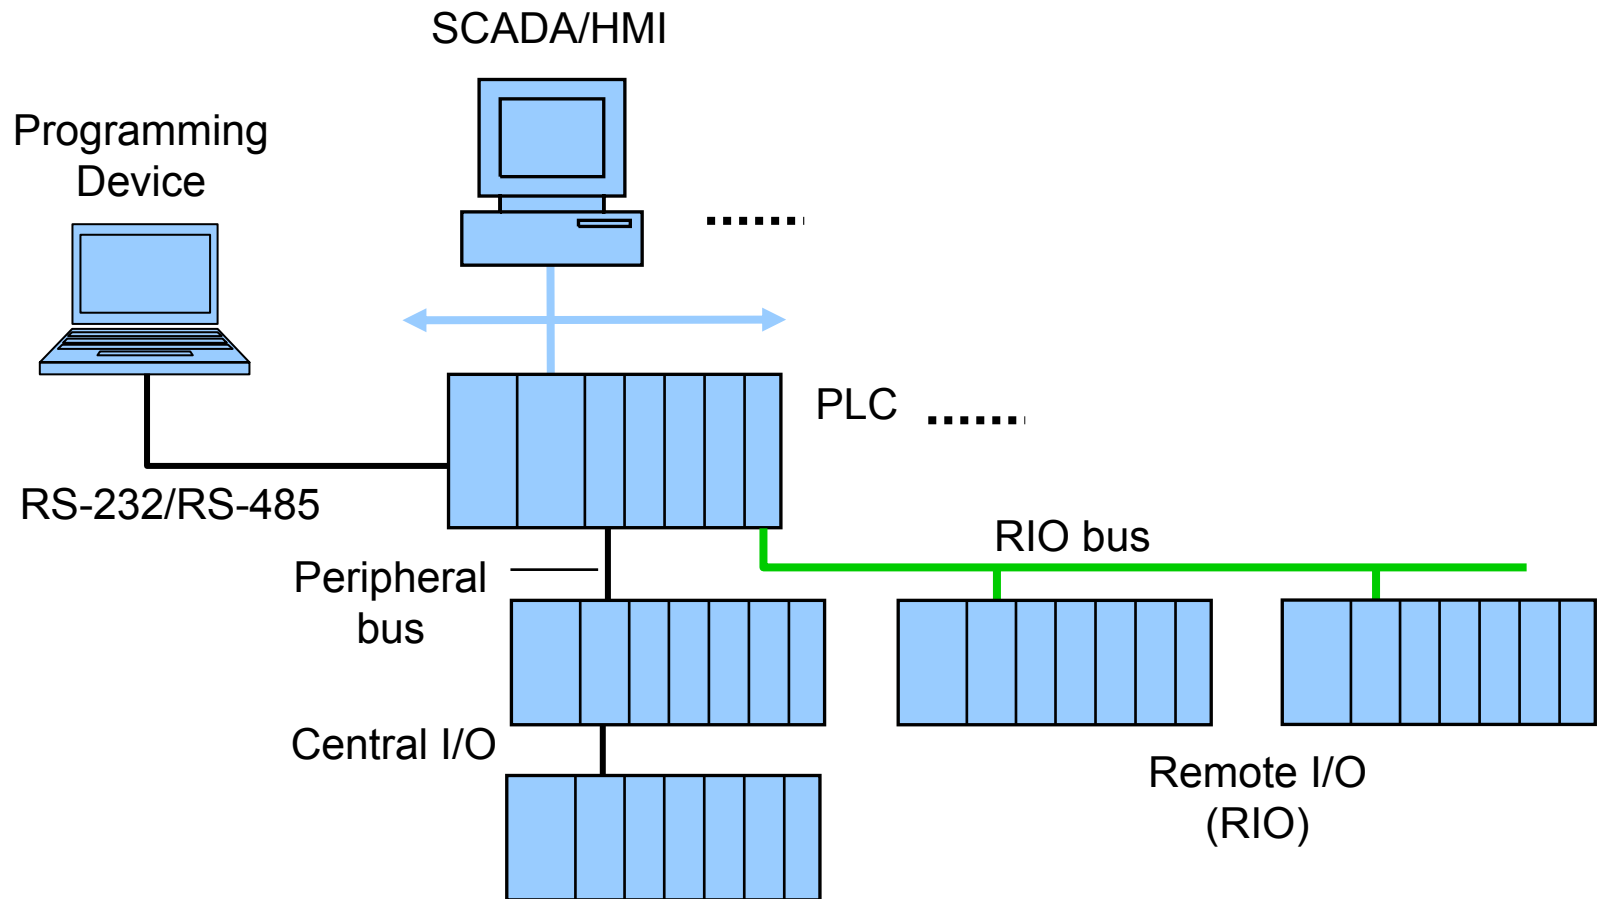 SCADA/HMI
Programming
Device
PLC
RS-232/RS-485
RIO bus
Peripheral
bus
Central I/O
Remote I/O
(RIO)